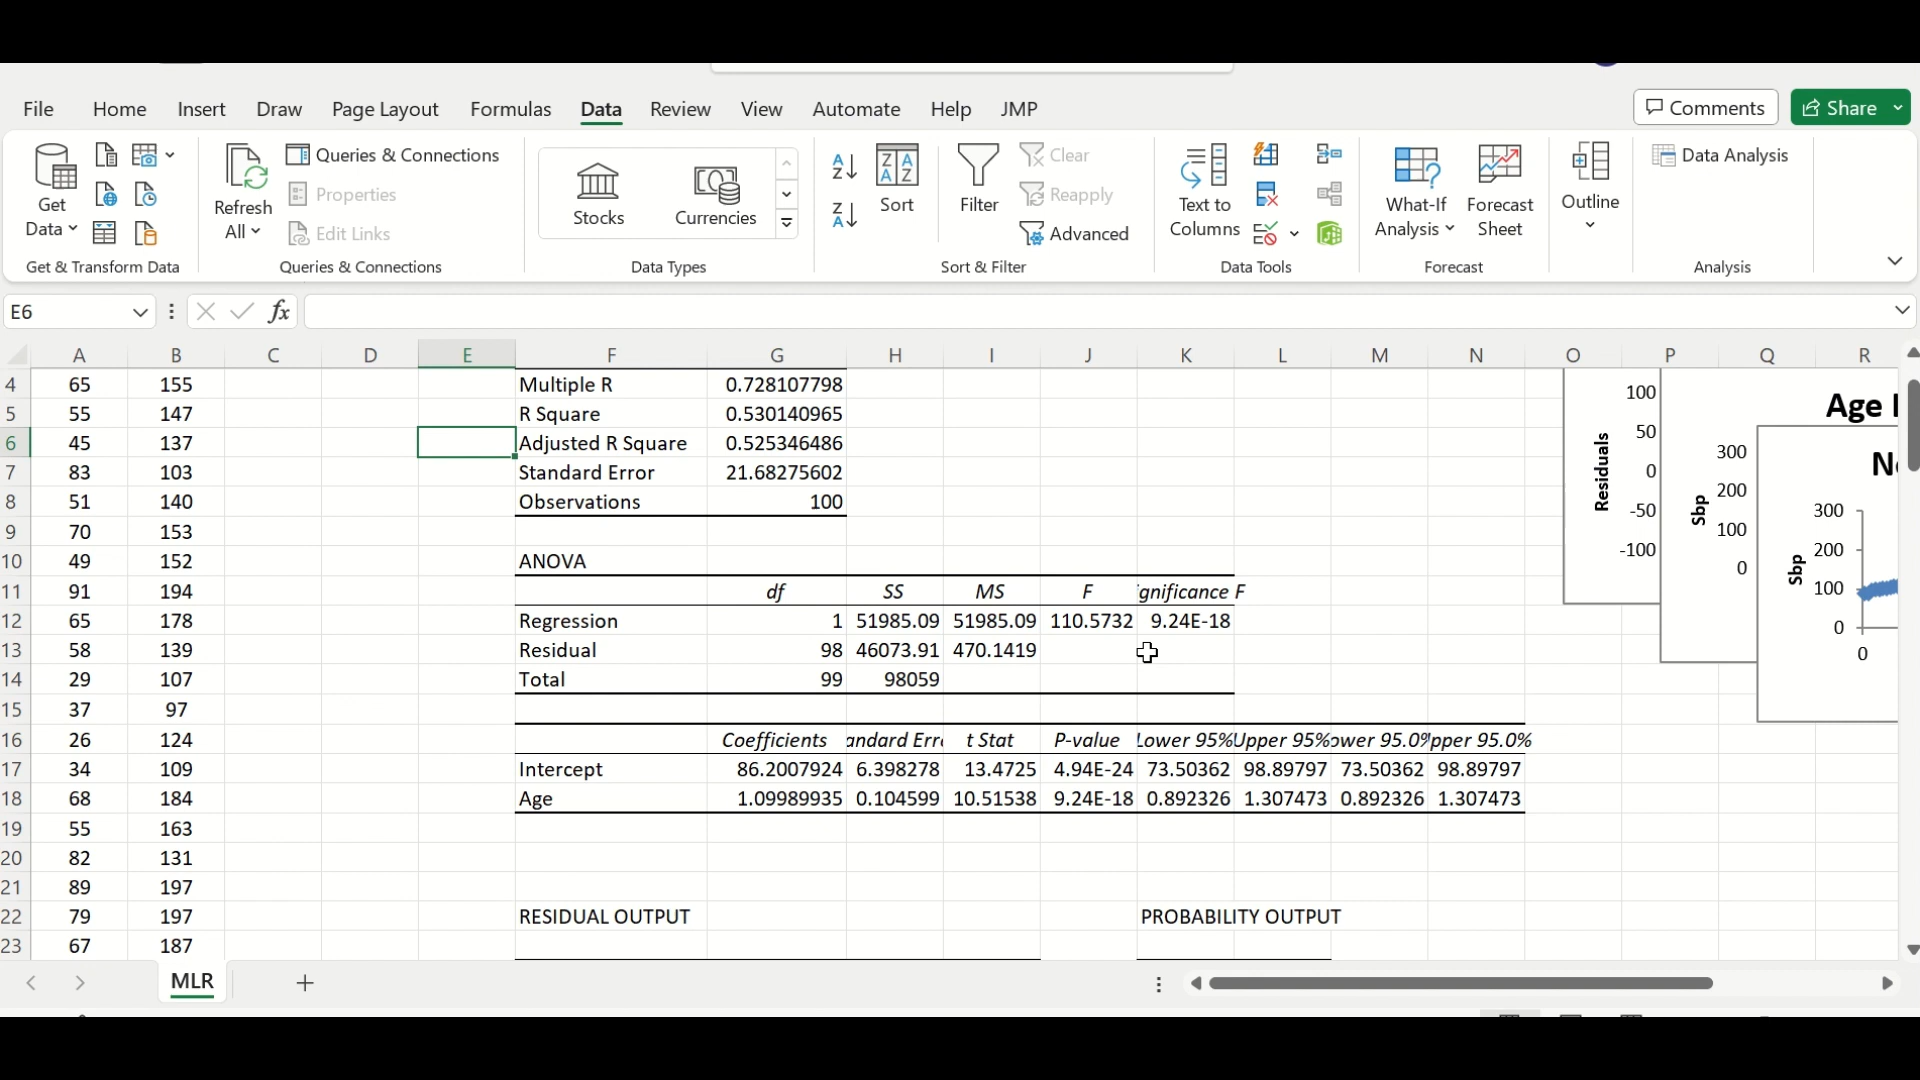 File Home Insert Draw Page Layout Formulas Data Review View Automate Help JMP Comments Share
Queries & Connections Clear Data Analysis
Properties Reapply
Get Data Refresh All Edit Links Stocks Currencies Sort Filter Advanced Text to Columns What-If Analysis Forecast Sheet Outline
Get & Transform Data Queries & Connections Data Types Sort & Filter Data Tools Forecast Analysis
E6 fx
A B C D E F G H I J K L M N O P Q R
4 65 155 Multiple R 0.728107798
5 55 147 R Square 0.530140965
6 45 137 Adjusted R Square 0.525346486
7 83 103 Standard Error 21.68275602
8 51 140 Observations 100
9 70 153
10 49 152 ANOVA
11 91 194 df SS MS F gnificance F
12 65 178 Regression 1 51985.09 51985.09 110.5732 9.24E-18
13 58 139 Residual 98 46073.91 470.1419
14 29 107 Total 99 98059
15 37 97
16 26 124 Coefficients andard Erro t Stat P-value Lower 95% Upper 95% ower 95.0% pper 95.0%
17 34 109 Intercept 86.2007924 6.398278 13.4725 4.94E-24 73.50362 98.89797 73.50362 98.89797
18 68 184 Age 1.09989935 0.104599 10.51538 9.24E-18 0.892326 1.307473 0.892326 1.307473
19 55 163
20 82 131
21 89 197
22 79 197 RESIDUAL OUTPUT PROBABILITY OUTPUT
23 67 187
Residuals
100
50
0
-50
-100
Age
Sbp
300
200
100
0
No
Sbp
300
200
100
0
0
MLR